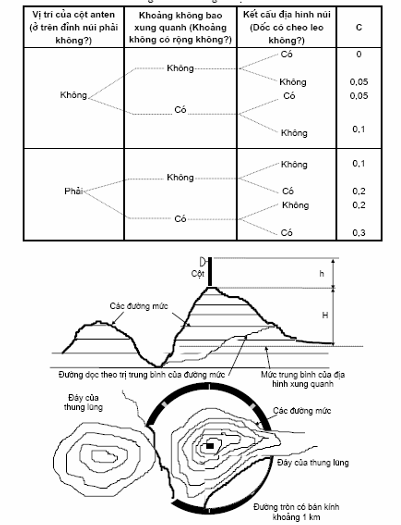 Vị trí của cột anten
(ở trên đỉnh núi phải
không?)
Khoảng không bao
xung quanh (Khoảng
không có rộng không?)
Kết cấu địa hình núi
(Dốc có cheo leo
không?)
C
Không
Không
Có
0
Không
0,05
Có
Có
0,05
Không
0,1
Phải
Không
Không
0,1
Có
0,2
Có
Không
0,2
Có
0,3
D
Cột
h
H
Các đường mức
Đường dọc theo trị trung bình của đường mức
Mức trung bình của địa
hình xung quanh
Đáy của
thung lũng
Các đường mức
Đáy của thung lũng
Đường tròn có bán kính
khoảng 1 km